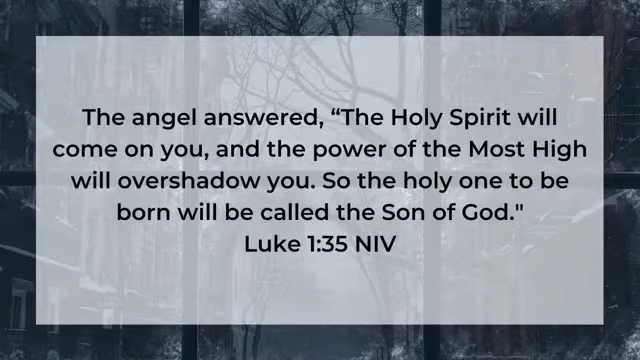 The angel answered, “The Holy Spirit will
come on you, and the power of the Most High
will overshadow you. So the holy one to be
born will be called the Son of God."
Luke 1:35 NIV